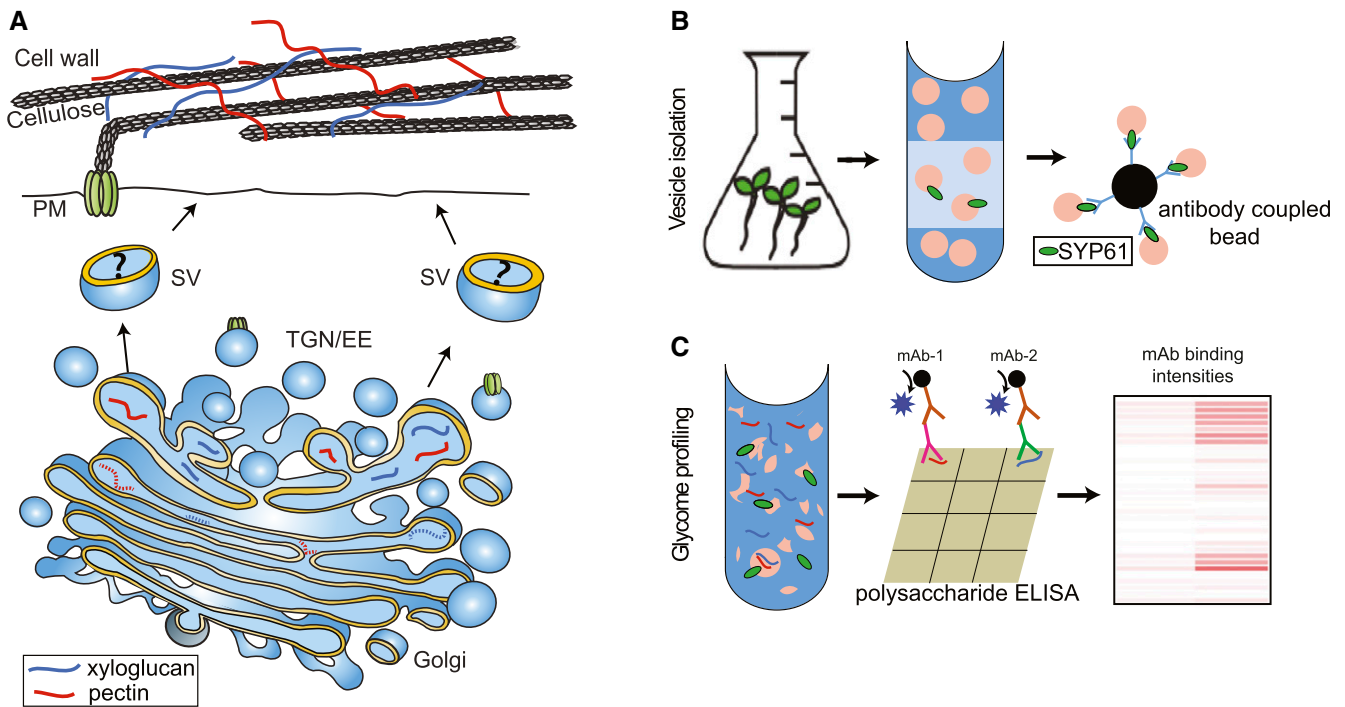 A
Cell wall
Cellulose
PM
?
SV
?
SV
TGN/EE
Golgi
xyloglucan
pectin
B
Vesicle isolation
antibody coupled
bead
SYP61
C
Glycome profiling
mAb-1
mAb-2
polysaccharide ELISA
mAb binding
intensities